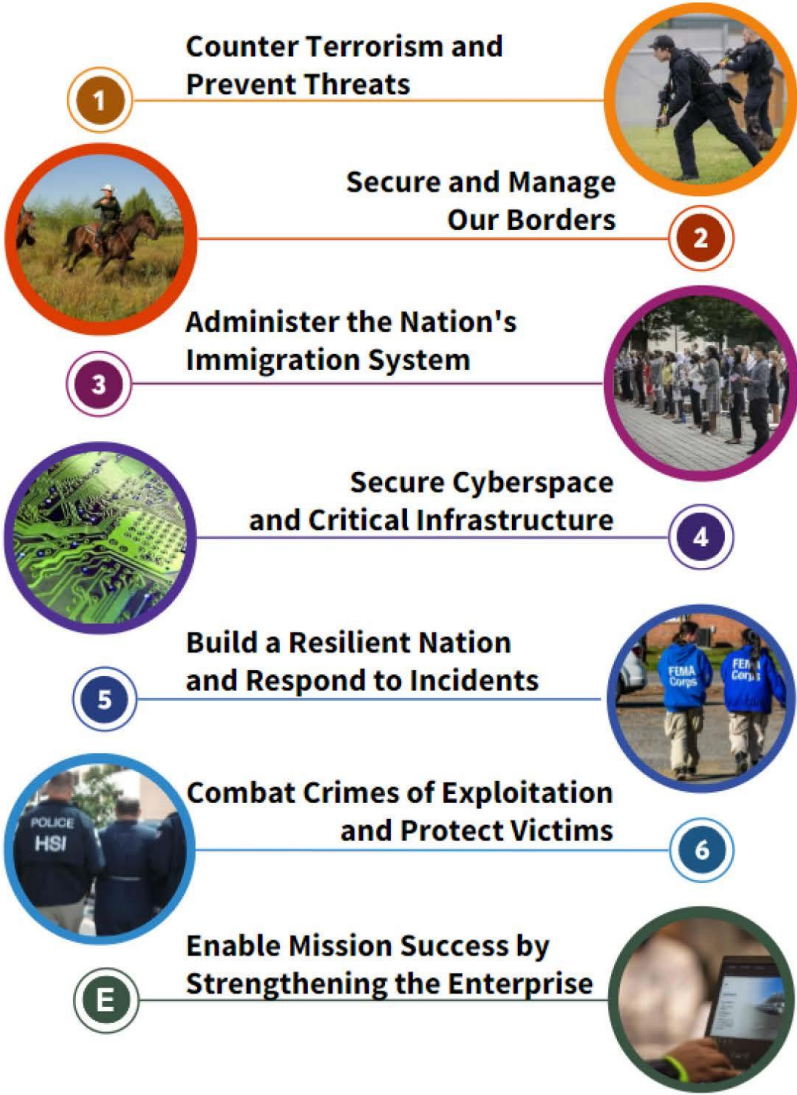 Counter Terrorism and
Prevent Threats
1
Secure and Manage
Our Borders
2
Administer the Nation's
Immigration System
3
Secure Cyberspace
and Critical Infrastructure
4
Build a Resilient Nation
and Respond to Incidents
5
FEMA
Corps
FEMA
Corps
Combat Crimes of Exploitation
and Protect Victims
6
POLICE
HSI
Enable Mission Success by
Strengthening the Enterprise
E